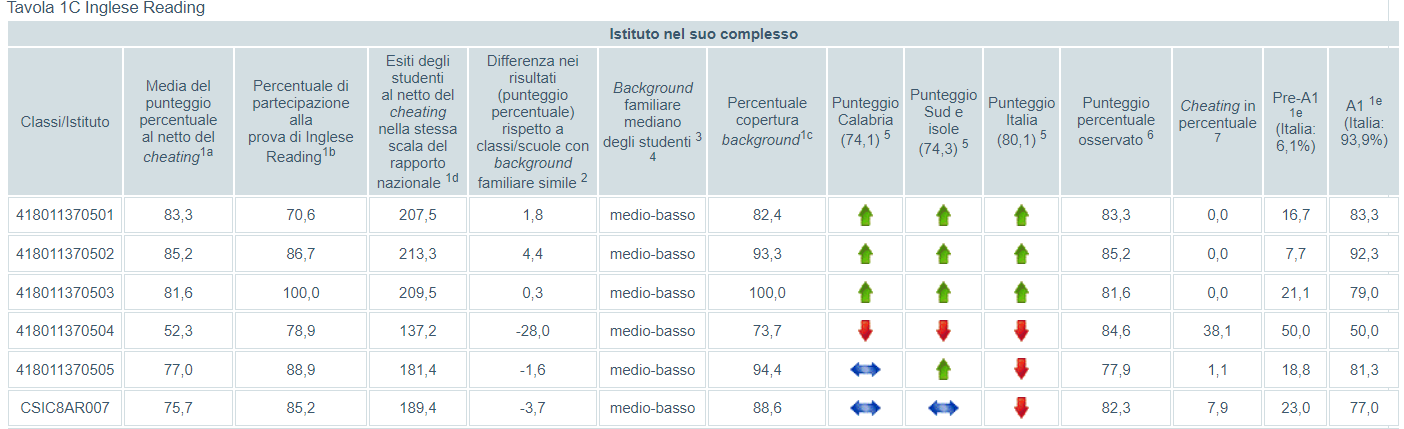 Tavola 1C Inglese Reading
Istituto nel suo complesso
Classi/Istituto
Media del
punteggio
percentuale
al netto del
cheating1a
Percentuale di
partecipazione
alla
prova di Inglese
Reading1b
Esiti degli
studenti
al netto del
cheating
nella stessa
scala del
rapporto
nazionale 1d
Differenza nei
risultati
(punteggio
percentuale)
rispetto a
classi/scuole con
background
familiare simile 2
Background
familiare
mediano
degli studenti 3
4
Percentuale
copertura
background1c
Punteggio
Calabria
(74,1) 5
Punteggio
Sud e
isole
(74,3) 5
Punteggio
Italia
(80,1) 5
Punteggio
percentuale
osservato 6
Cheating in
percentuale
7
Pre-A1
1e
(Italia:
6,1%)
A1 1e
(Italia:
93,9%)
418011370501 83,3 70,6 207,5 1,8 medio-basso 82,4 83,3 0,0 16,7 83,3
418011370502 85,2 86,7 213,3 4,4 medio-basso 93,3 85,2 0,0 7,7 92,3
418011370503 81,6 100,0 209,5 0,3 medio-basso 100,0 81,6 0,0 21,1 79,0
418011370504 52,3 78,9 137,2 -28,0 medio-basso 73,7 84,6 38,1 50,0 50,0
418011370505 77,0 88,9 181,4 -1,6 medio-basso 94,4 77,9 1,1 18,8 81,3
CSIC8AR007 75,7 85,2 189,4 -3,7 medio-basso 88,6 82,3 7,9 23,0 77,0